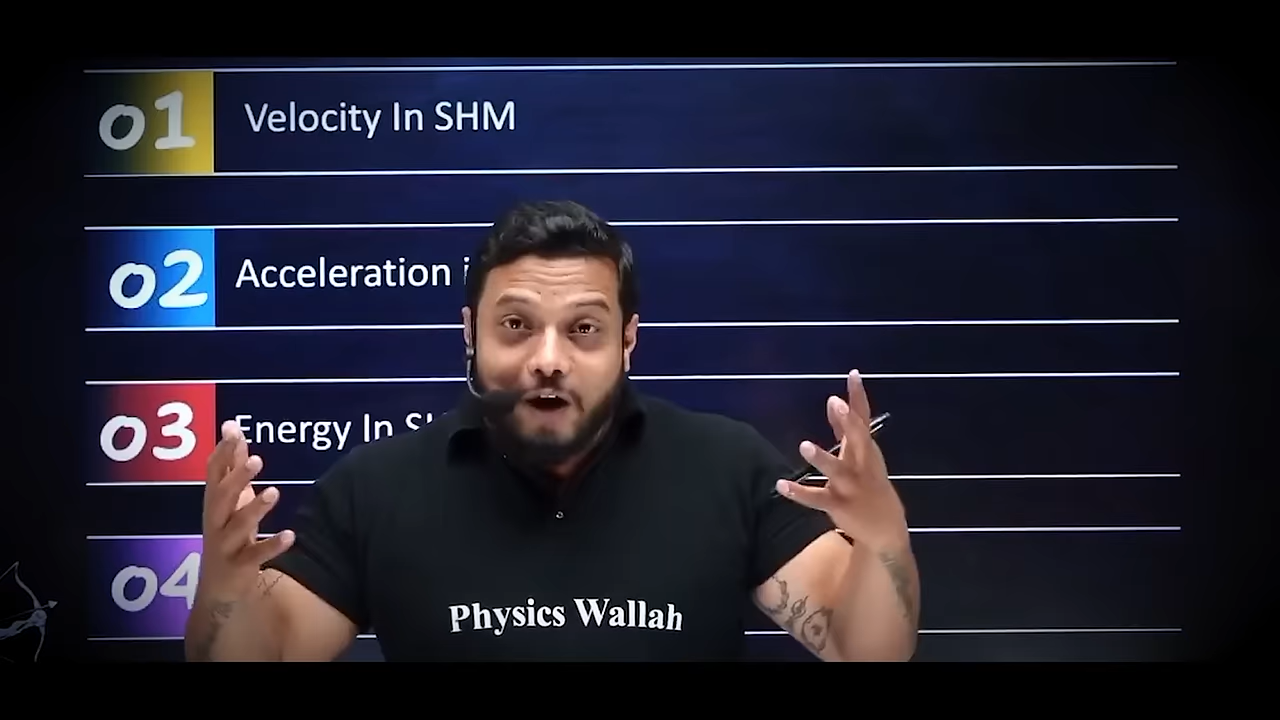 01 Velocity In SHM
02 Acceleration
03 Energy In
04
Physics Wallah